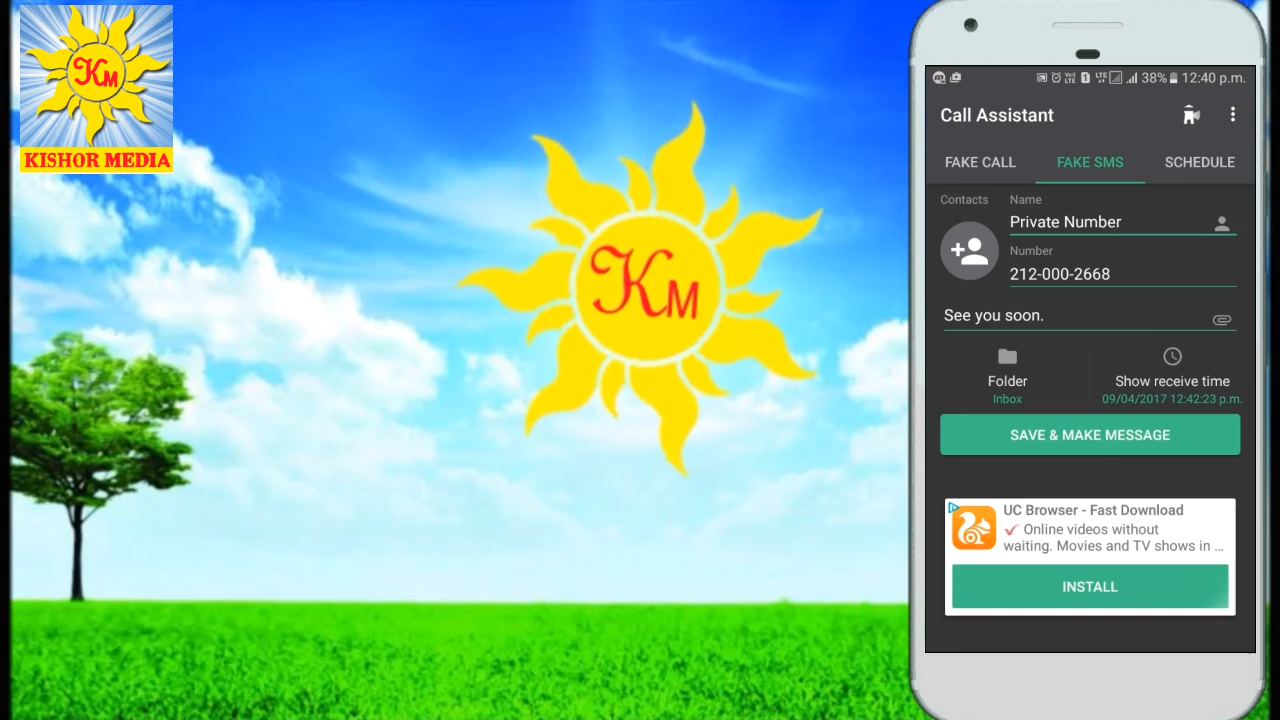 KM
KISHOR MEDIA
KM
38% 12:40 p.m.
Call Assistant
FAKE CALL FAKE SMS SCHEDULE
Contacts Name
Private Number
Number
212-000-2668
See you soon.
Folder Show receive time
Inbox 09/04/2017 12:42:23 p.m.
SAVE & MAKE MESSAGE
UC Browser - Fast Download
✓ Online videos without
waiting. Movies and TV shows in ...
INSTALL